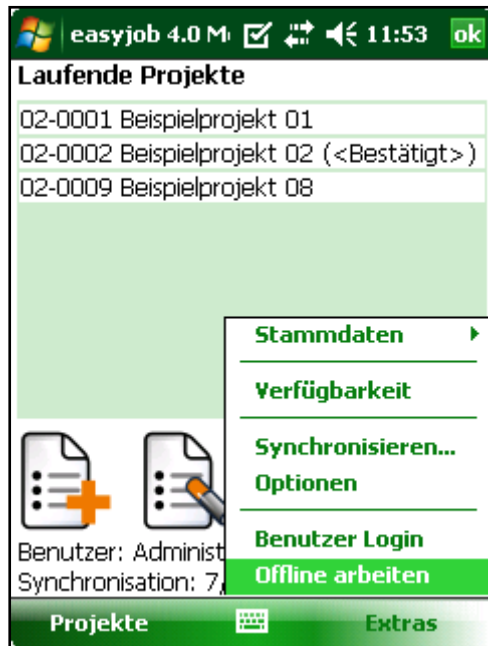 easyjob 4.0 M 11:53 ok
Laufende Projekte
02-0001 Beispielprojekt 01
02-0002 Beispielprojekt 02 (<Bestätigt>)
02-0009 Beispielprojekt 08
Stammdaten
Verfügbarkeit
Synchronisieren...
Optionen
Benutzer Login
Offline arbeiten
Benutzer: Administ
Synchronisation: 7,
Projekte Extras